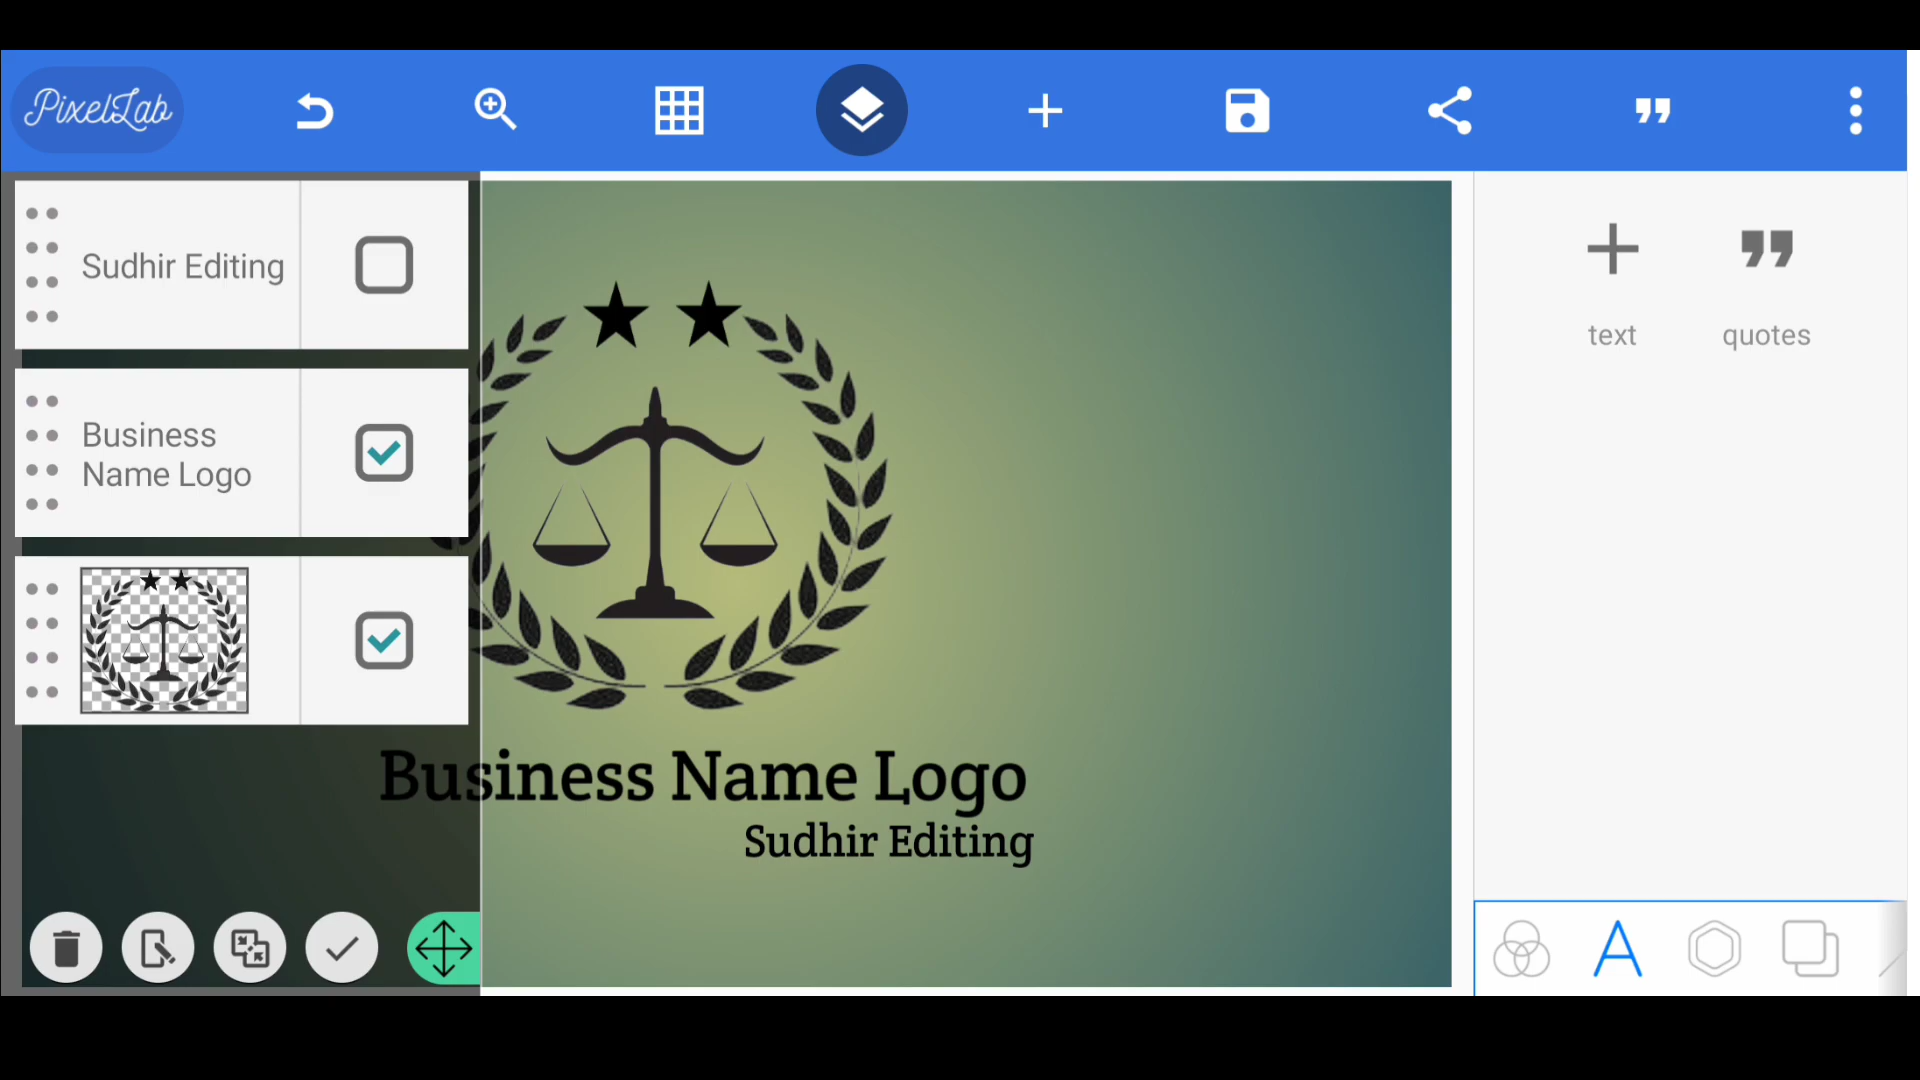 PixelLab
Sudhir Editing
Business
Name Logo
text
quotes
Business Name Logo
Sudhir Editing